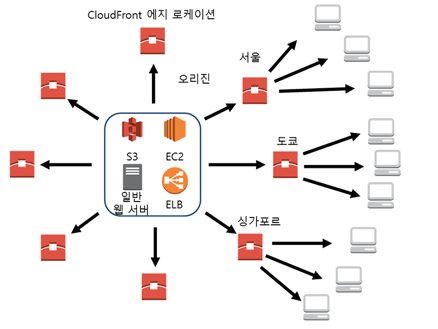 CloudFront 에지 로케이션
오리진
서울
S3
EC2
도쿄
일반
웹 서버
ELB
싱가포르